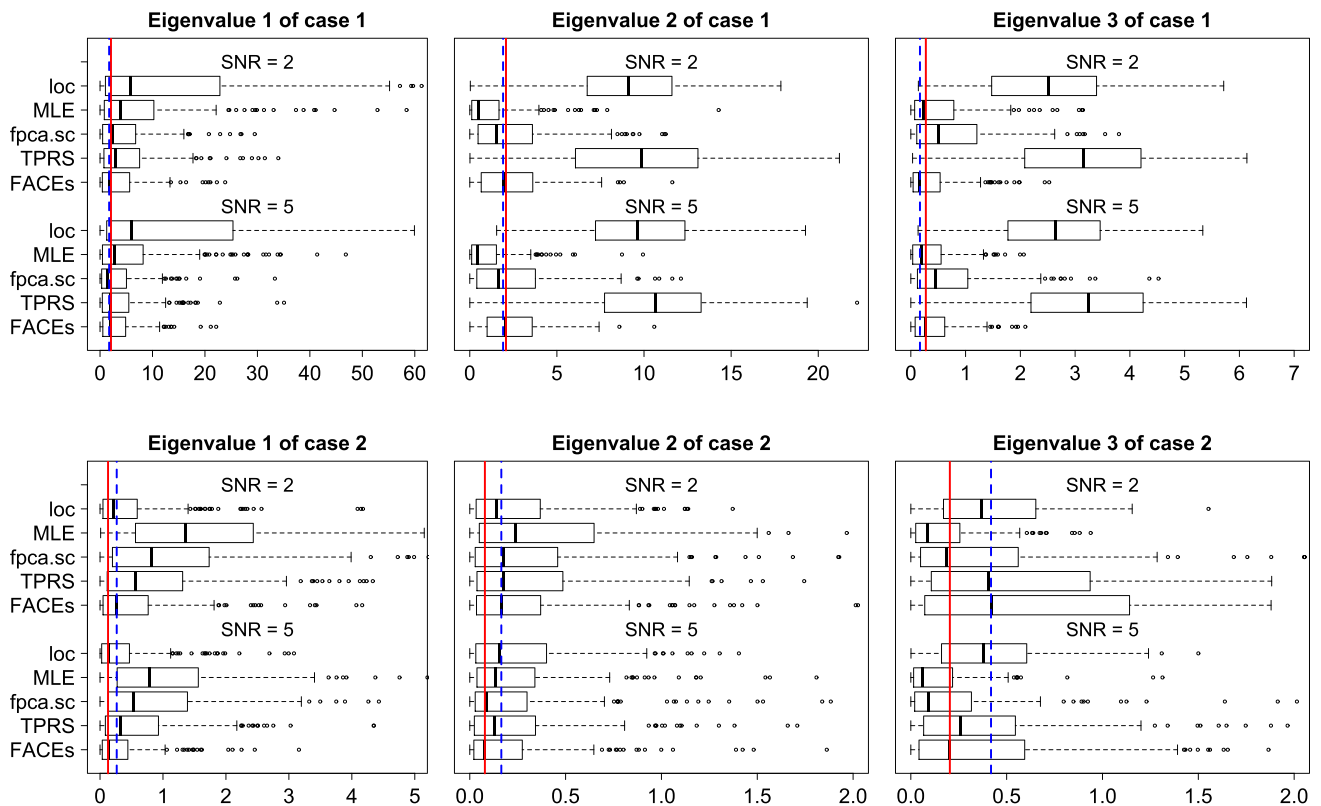 Eigenvalue 1 of case 1
SNR = 2
loc
MLE
fpca.sc
TPRS
FACEs
SNR = 5
loc
MLE
fpca.sc
TPRS
FACEs
0 10 20 30 40 50 60
Eigenvalue 2 of case 1
SNR = 2
SNR = 5
0 5 10 15 20
Eigenvalue 3 of case 1
SNR = 2
SNR = 5
0 1 2 3 4 5 6 7
Eigenvalue 1 of case 2
SNR = 2
loc
MLE
fpca.sc
TPRS
FACEs
SNR = 5
loc
MLE
fpca.sc
TPRS
FACEs
0 1 2 3 4 5
Eigenvalue 2 of case 2
SNR = 2
SNR = 5
0.0 0.5 1.0 1.5 2.0
Eigenvalue 3 of case 2
SNR = 2
SNR = 5
0.0 0.5 1.0 1.5 2.0